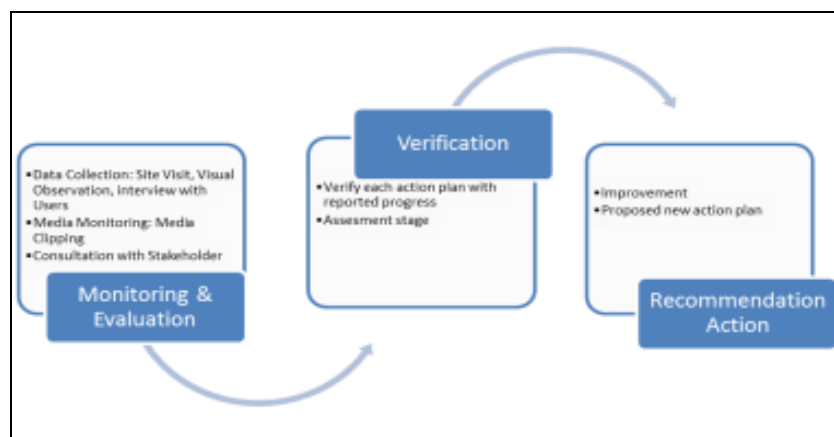 •Data Collection: Site Visit, Visual
Observation, interview with
Users
•Media Monitoring: Media
Clipping
•Consultation with Stakeholder
Monitoring &
Evaluation
Verification
•Verify each action plan with
reported progress
•Assesment stage
•Improvement
•Proposed new action plan
Recommendation
Action